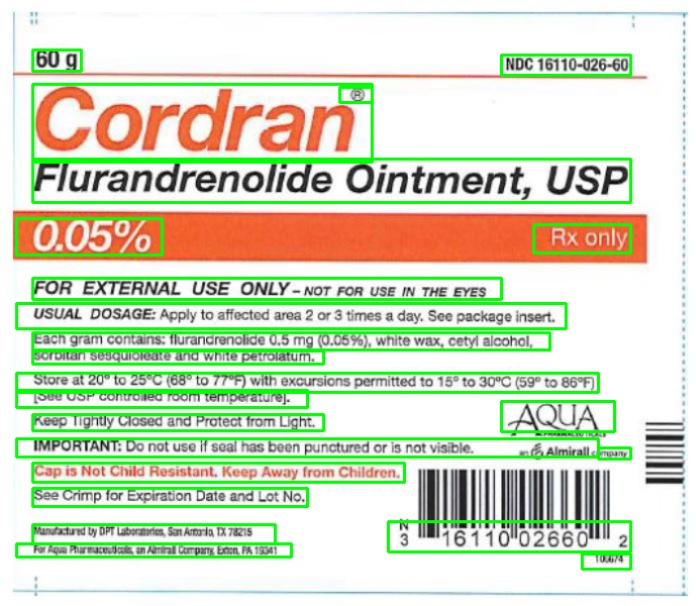 60 g
NDC 16110-026-60
Cordran®
Flurandrenolide Ointment, USP
0.05%
Rx only
FOR EXTERNAL USE ONLY – NOT FOR USE IN THE EYES
USUAL DOSAGE: Apply to affected area 2 or 3 times a day. See package insert.
Each gram contains: flurandrenolide 0.5 mg (0.05%), white wax, cetyl alcohol,
sorbitan sesquioleate and white petrolatum.
Store at 20° to 25°C (68° to 77°F) with excursions permitted to 15° to 30°C (59° to 86°F)
[See USP controlled room temperature].
Keep Tightly Closed and Protect from Light.
AQUA
PHARMACEUTICALS
IMPORTANT: Do not use if seal has been punctured or is not visible.
an Almirall company
Cap is Not Child Resistant. Keep Away from Children.
See Crimp for Expiration Date and Lot No.
Manufactured by DPT Laboratories, San Antonio, TX 78215
For Aqua Pharmaceuticals, an Almirall Company, Exton, PA 19341
N
3 16110 02660 2
106674